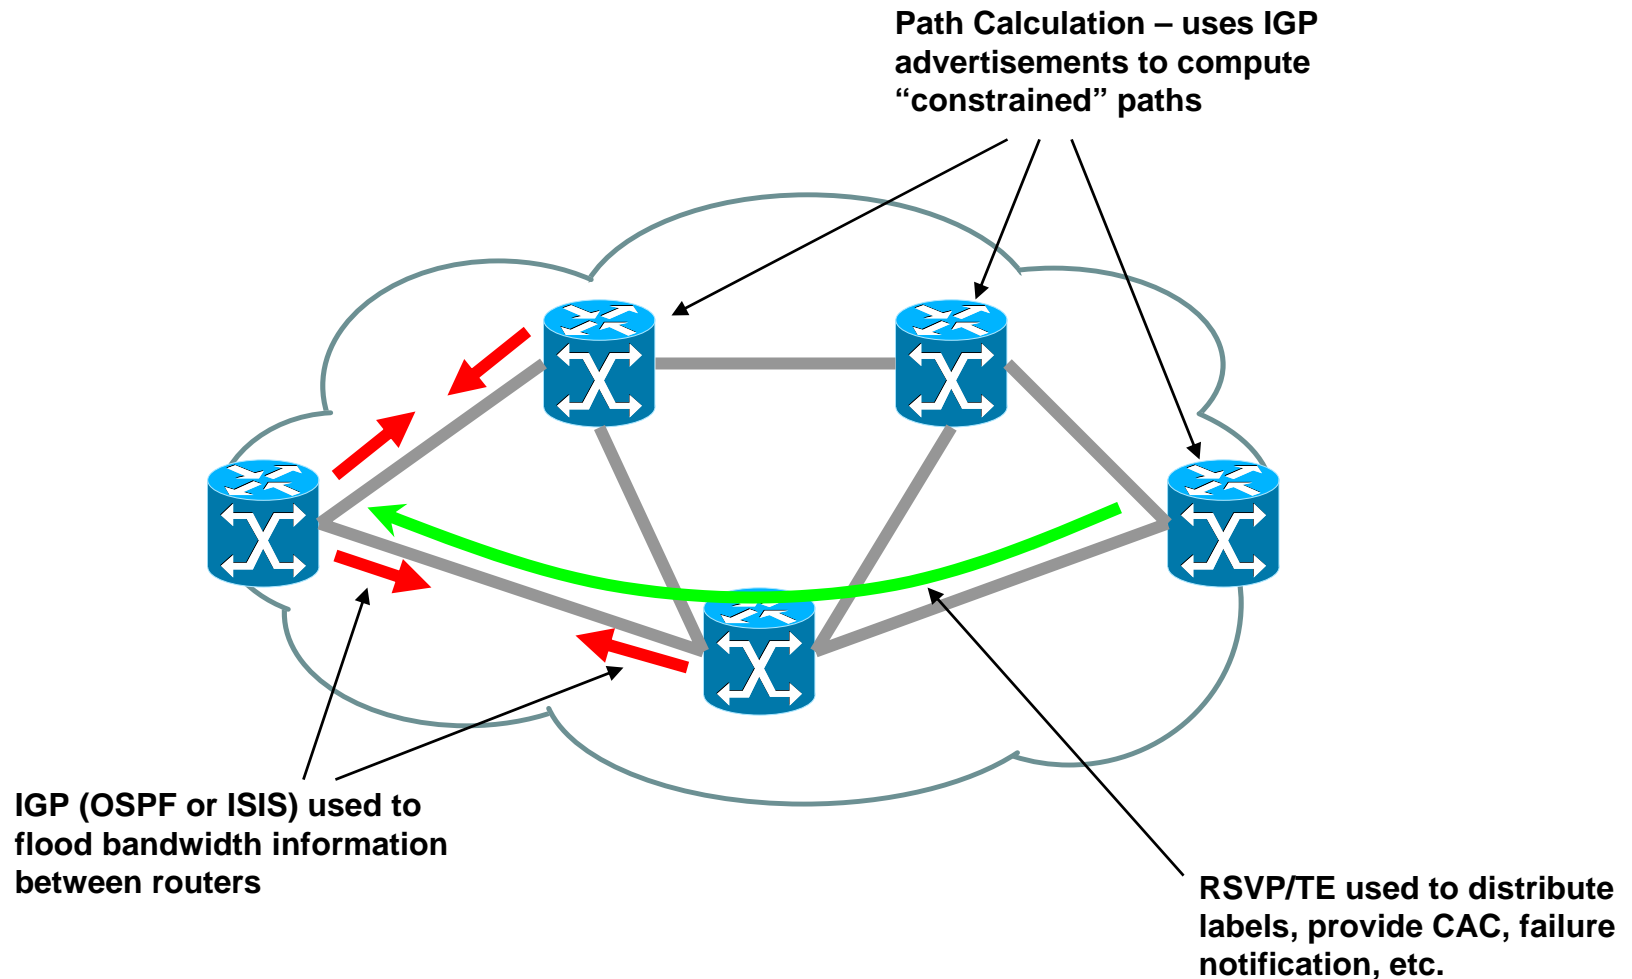 Path Calculation – uses IGP
advertisements to compute
“constrained” paths
IGP (OSPF or ISIS) used to
flood bandwidth information
between routers
RSVP/TE used to distribute
labels, provide CAC, failure
notification, etc.